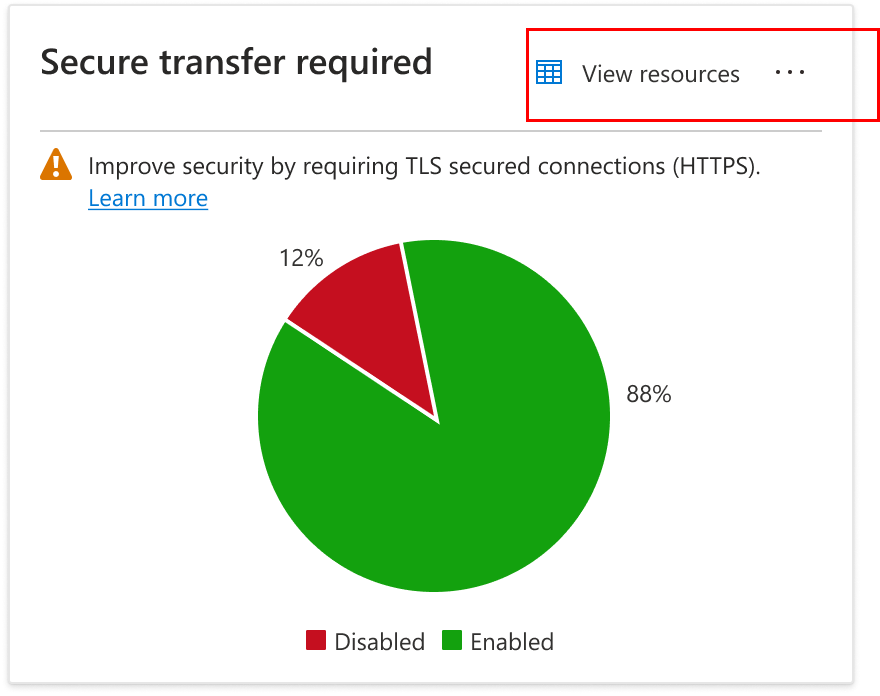 Secure transfer required
View resources ...
Improve security by requiring TLS secured connections (HTTPS).
Learn more
12%
88%
Disabled Enabled